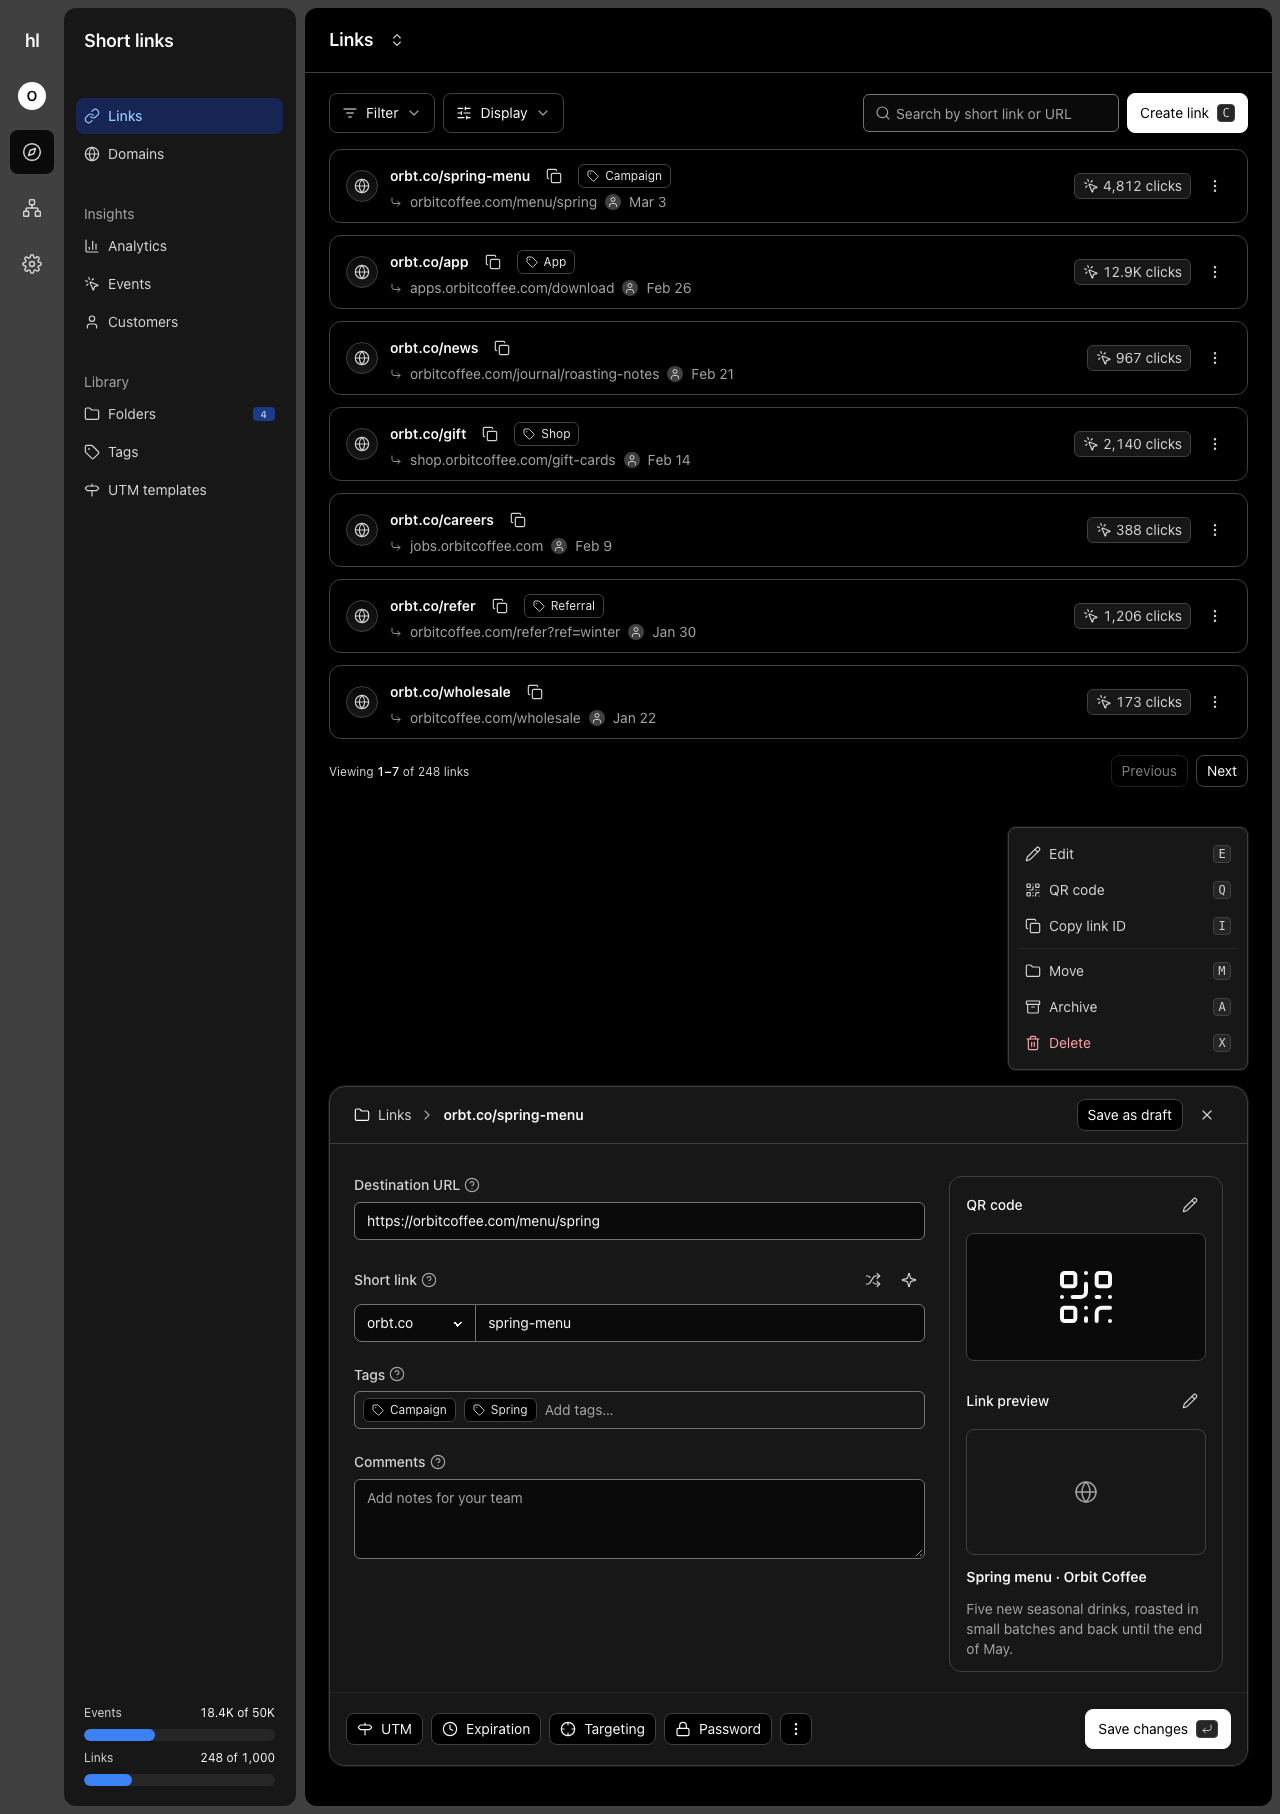 hl
O
Short links
Links
Domains
Insights
Analytics
Events
Customers
Library
Folders 4
Tags
UTM templates
Events 18.4K of 50K
Links 248 of 1,000
Links
Filter Display Search by short link or URL Create link C
orbt.co/spring-menu Campaign
orbitcoffee.com/menu/spring Mar 3
4,812 clicks
orbt.co/app App
apps.orbitcoffee.com/download Feb 26
12.9K clicks
orbt.co/news
orbitcoffee.com/journal/roasting-notes Feb 21
967 clicks
orbt.co/gift Shop
shop.orbitcoffee.com/gift-cards Feb 14
2,140 clicks
orbt.co/careers
jobs.orbitcoffee.com Feb 9
388 clicks
orbt.co/refer Referral
orbitcoffee.com/refer?ref=winter Jan 30
1,206 clicks
orbt.co/wholesale
orbitcoffee.com/wholesale Jan 22
173 clicks
Viewing 1–7 of 248 links Previous Next
Edit E
QR code Q
Copy link ID I
Move M
Archive A
Delete X
Links orbt.co/spring-menu Save as draft
Destination URL
https://orbitcoffee.com/menu/spring
Short link
orbt.co spring-menu
Tags
Campaign Spring Add tags...
Comments
Add notes for your team
QR code
Link preview
Spring menu · Orbit Coffee
Five new seasonal drinks, roasted in
small batches and back until the end
of May.
UTM Expiration Targeting Password Save changes